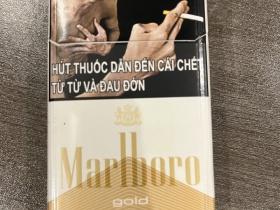 HÚT THUỐC DẪN ĐẾN CÁI CHẾT
TỪ TỪ VÀ ĐAU ĐỚN
Marlboro
gold